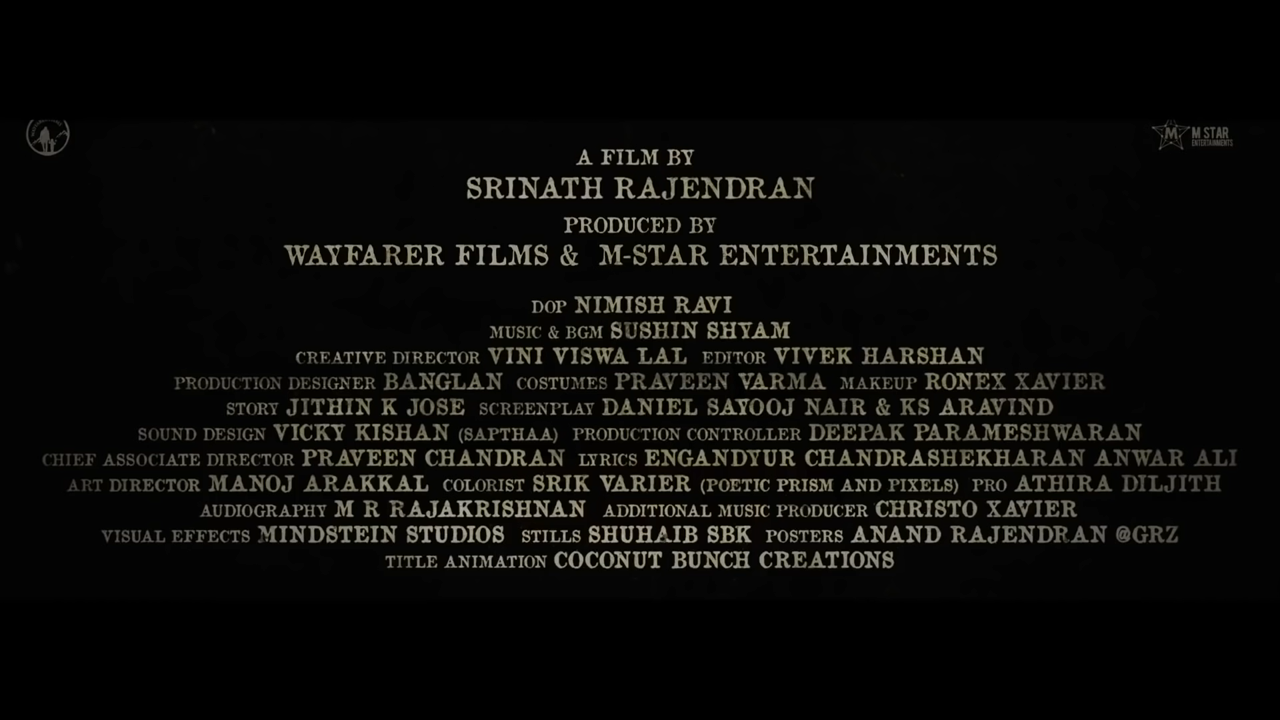 A FILM BY
SRINATH RAJENDRAN
PRODUCED BY
WAYFARER FILMS & M-STAR ENTERTAINMENTS
DOP NIMISH RAVI
MUSIC & BGM SUSHIN SHYAM
CREATIVE DIRECTOR VINI VISWA LAL EDITOR VIVEK HARSHAN
PRODUCTION DESIGNER BANGLAN COSTUMES PRAVEEN VARMA MAKEUP RONEX XAVIER
STORY JITHIN K JOSE SCREENPLAY DANIEL SAYOOJ NAIR & KS ARAVIND
SOUND DESIGN VICKY KISHAN (SAPTHAA) PRODUCTION CONTROLLER DEEPAK PARAMESHWARAN
CHIEF ASSOCIATE DIRECTOR PRAVEEN CHANDRAN LYRICS ENGANDYUR CHANDRASHEKHARAN ANWAR ALI
ART DIRECTOR MANOJ ARAKKAL COLORIST SRIK VARIER (POETIC PRISM AND PIXELS) PRO ATHIRA DILJITH
AUDIOGRAPHY M R RAJAKRISHNAN ADDITIONAL MUSIC PRODUCER CHRISTO XAVIER
VISUAL EFFECTS MINDSTEIN STUDIOS STILLS SHUHAIB SBK POSTERS ANAND RAJENDRAN @GRZ
TITLE ANIMATION COCONUT BUNCH CREATIONS
M
M STAR
ENTERTAINMENTS